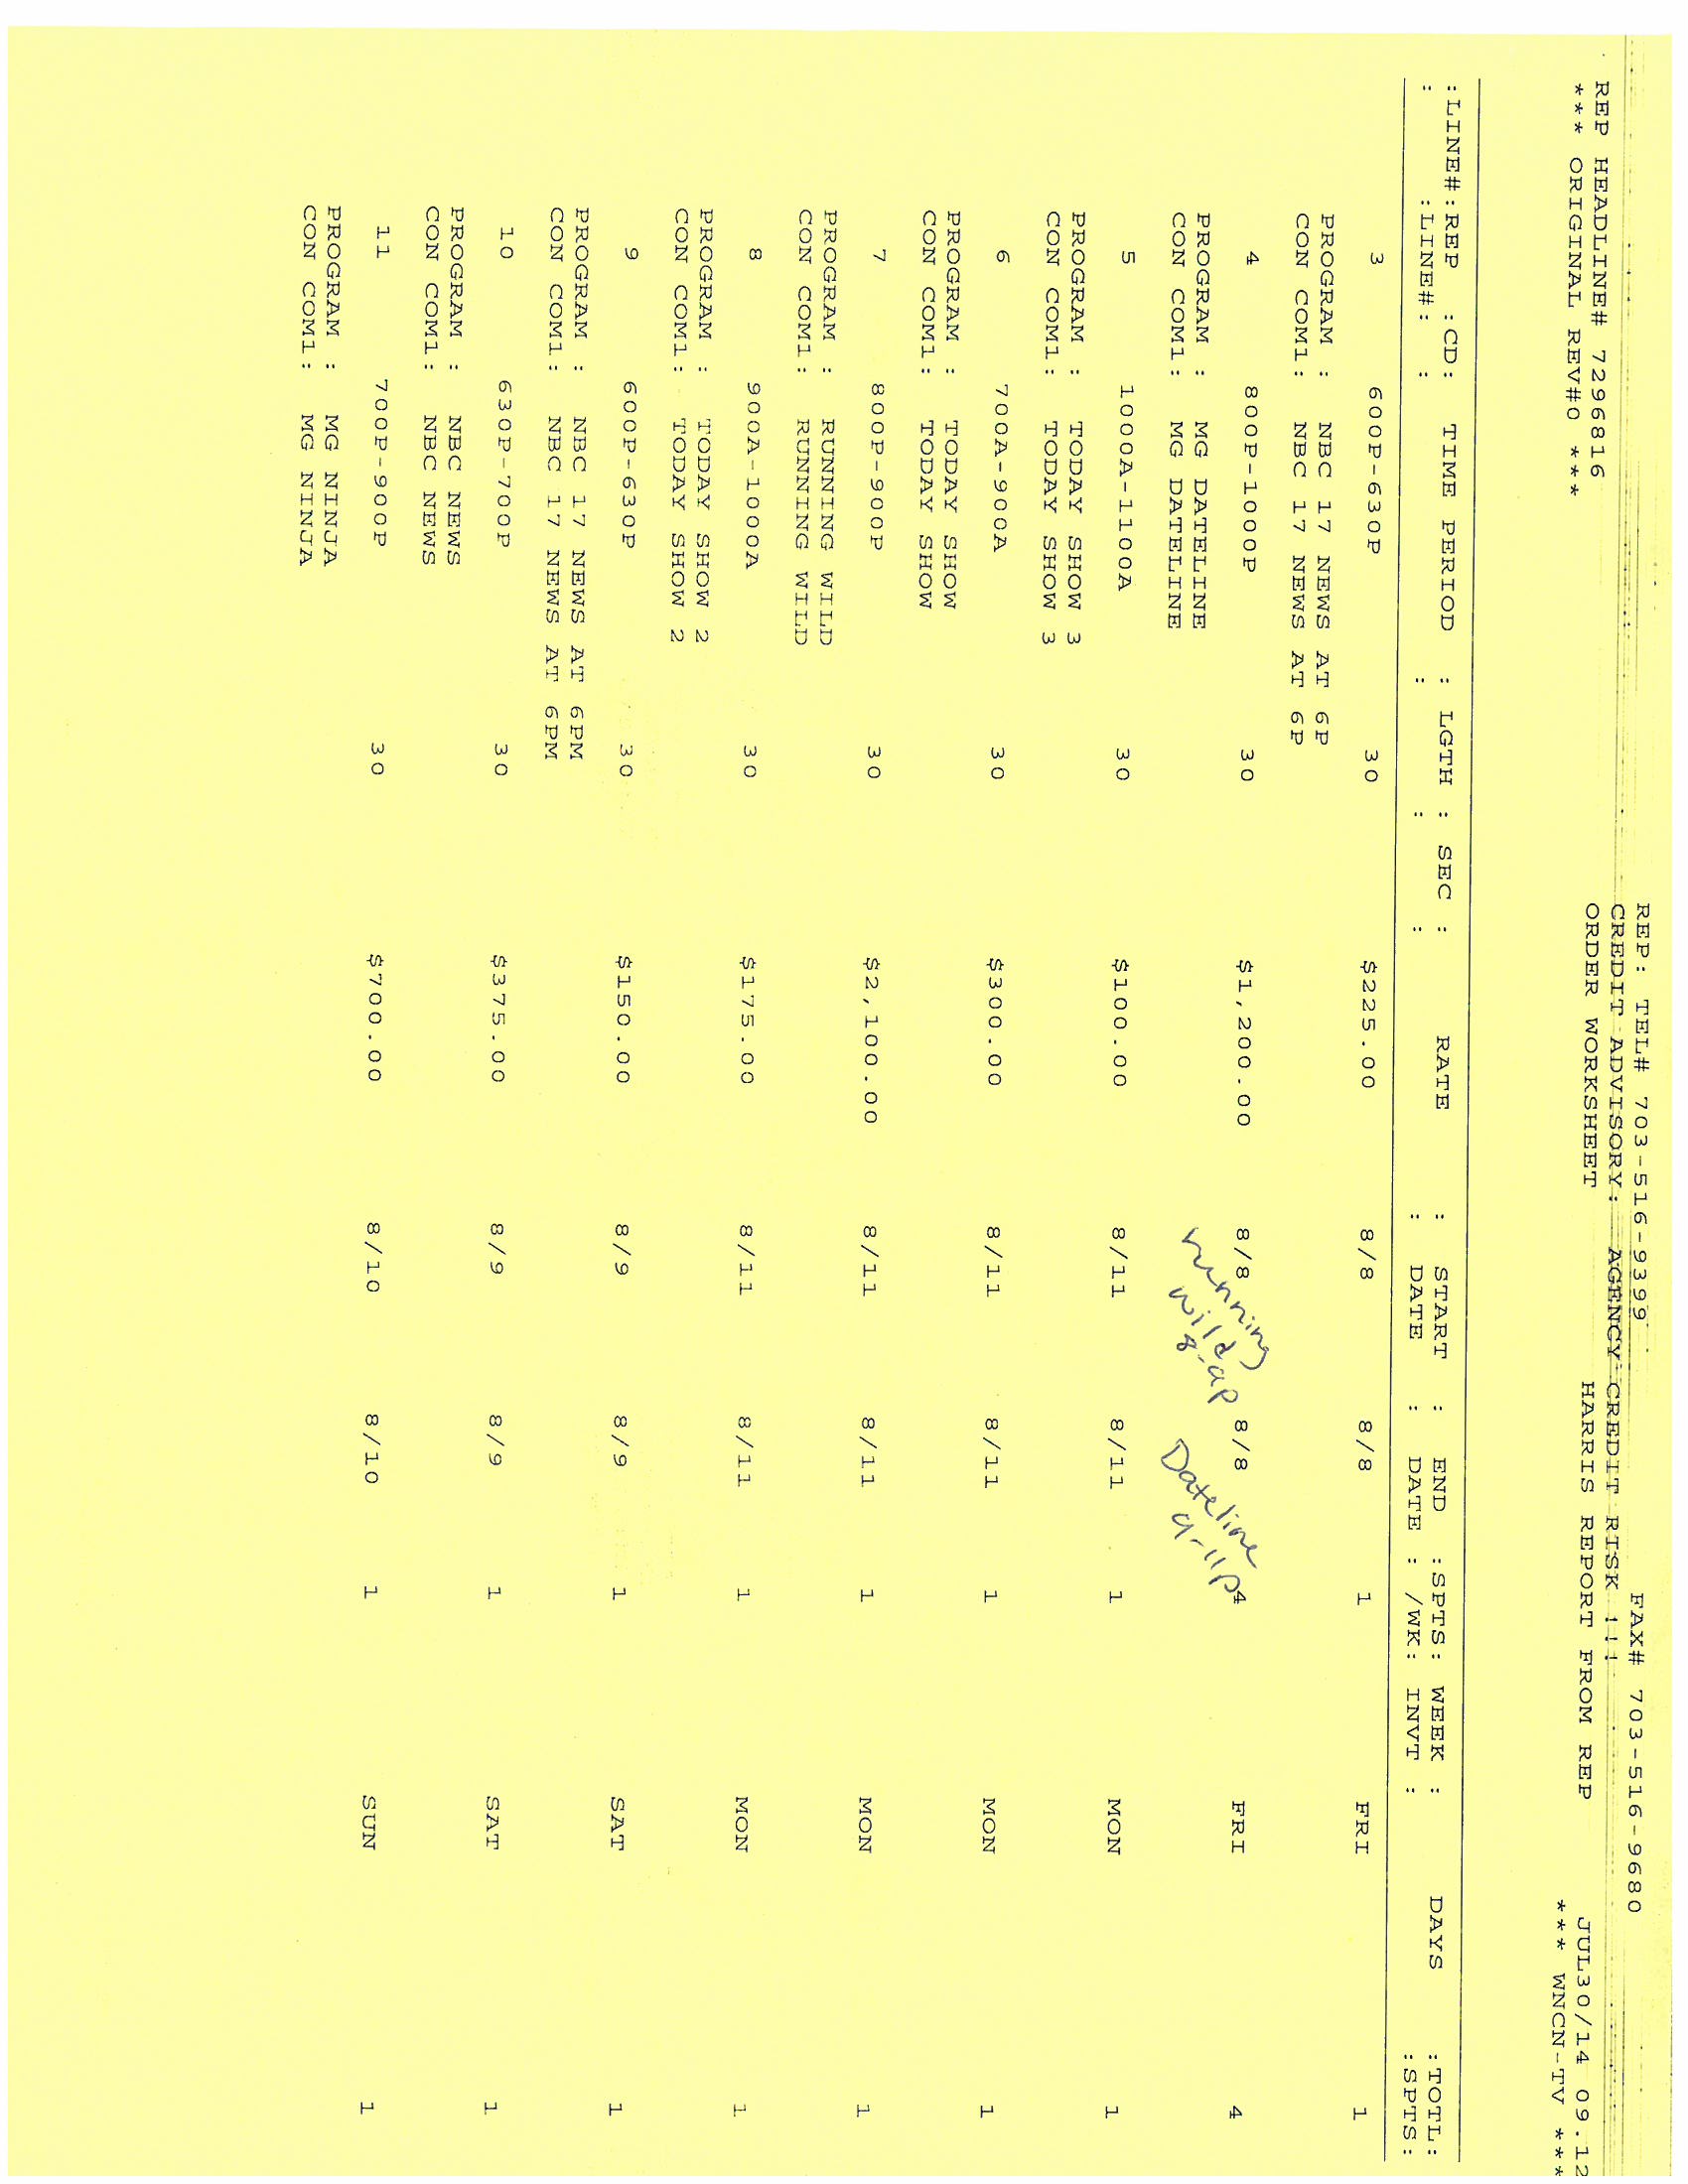 REP: TEL# 703-516-9399 FAX# 703-516-9680
CREDIT ADVISORY: AGENCY CREDIT RISK !!!
REP HEADLINE# 7296816 ORDER WORKSHEET HARRIS REPORT FROM REP JUL30/14 09.12
*** ORIGINAL REV#0 *** *** WNCN-TV ***
:LINE#:REP :CD: TIME PERIOD : LGTH : SEC : RATE : START : END :SPTS: WEEK : DAYS :TOTL:
: :LINE#: : : : : : DATE : DATE : /WK: INVT : :SPTS:
3 600P-630P 30 $225.00 8/8 8/8 1 FRI 1
PROGRAM : NBC 17 NEWS AT 6P
CON COM1: NBC 17 NEWS AT 6P
4 800P-1000P 30 $1,200.00 8/8 8/8 4 FRI 4
running Dateline
wild 9-11p
8-9p
PROGRAM : MG DATELINE
CON COM1: MG DATELINE
5 1000A-1100A 30 $100.00 8/11 8/11 1 MON 1
PROGRAM : TODAY SHOW 3
CON COM1: TODAY SHOW 3
6 700A-900A 30 $300.00 8/11 8/11 1 MON 1
PROGRAM : TODAY SHOW
CON COM1: TODAY SHOW
7 800P-900P 30 $2,100.00 8/11 8/11 1 MON 1
PROGRAM : RUNNING WILD
CON COM1: RUNNING WILD
8 900A-1000A 30 $175.00 8/11 8/11 1 MON 1
PROGRAM : TODAY SHOW 2
CON COM1: TODAY SHOW 2
9 600P-630P 30 $150.00 8/9 8/9 1 SAT 1
PROGRAM : NBC 17 NEWS AT 6PM
CON COM1: NBC 17 NEWS AT 6PM
10 630P-700P 30 $375.00 8/9 8/9 1 SAT 1
PROGRAM : NBC NEWS
CON COM1: NBC NEWS
11 700P-900P 30 $700.00 8/10 8/10 1 SUN 1
PROGRAM : MG NINJA
CON COM1: MG NINJA